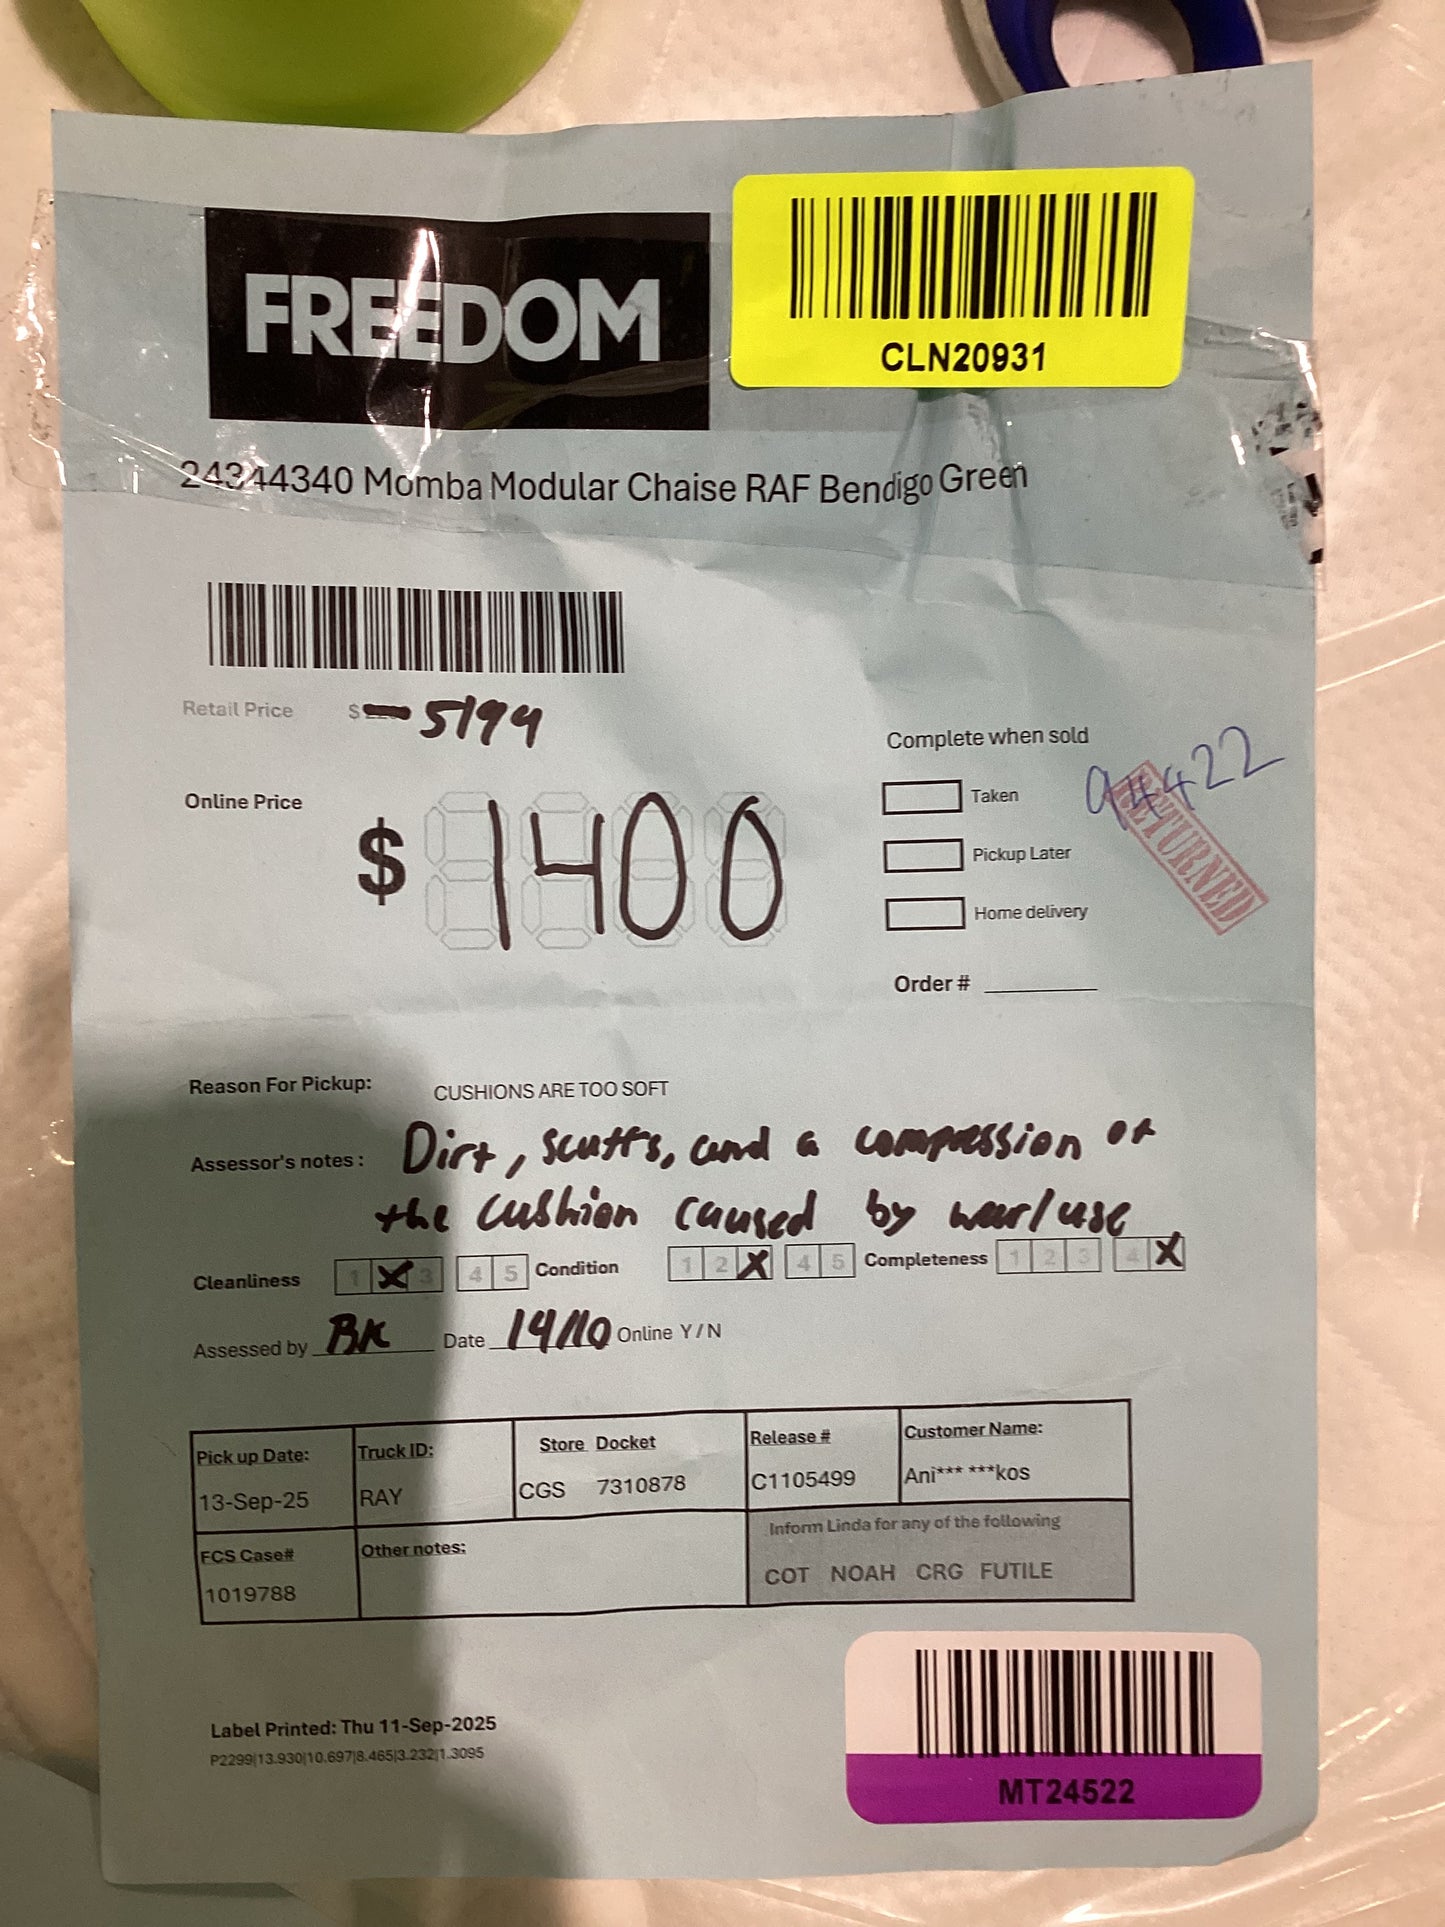 FREEDOM
CLN20931
24344340 Momba Modular Chaise RAF Bendigo Green
Retail Price $ 5199
Online Price
$ 1400
Complete when sold
Taken
94422
RETURNED
Pickup Later
Home delivery
Order #
Reason For Pickup: CUSHIONS ARE TOO SOFT
Assessor's notes: Dirt, scuffs, and a compression of
the cushion caused by wear/use
Cleanliness 1 X 3 4 5 Condition 1 2 X 4 5 Completeness 1 2 3 4 X
Assessed by BK Date 14/10 Online Y / N
Pick up Date: Truck ID: Store Docket Release # Customer Name:
13-Sep-25 RAY CGS 7310878 C1105499 Ani*** ***kos
FCS Case# Other notes: Inform Linda for any of the following
1019788 COT NOAH CRG FUTILE
Label Printed: Thu 11-Sep-2025
P2299|13.930|10.697|8.465|3.232|1.3095
MT24522